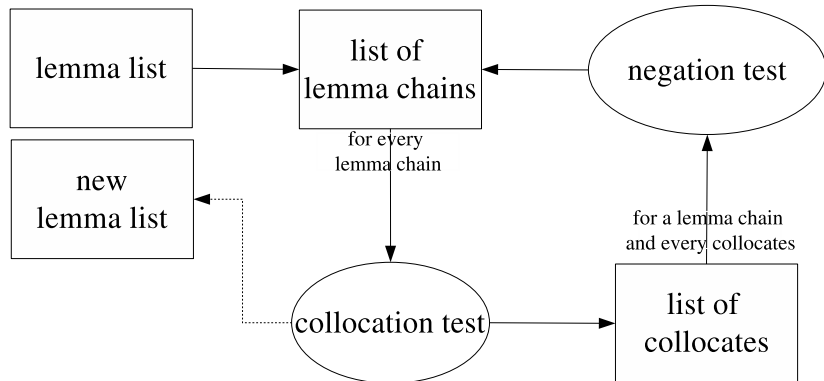 lemma list
list of
lemma chains
negation test
for every
lemma chain
new
lemma list
for a lemma chain
and every collocates
collocation test
list of
collocates